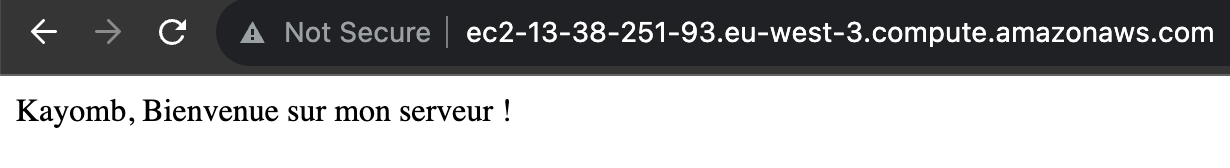 Not Secure ec2-13-38-251-93.eu-west-3.compute.amazonaws.com
Kayomb, Bienvenue sur mon serveur !